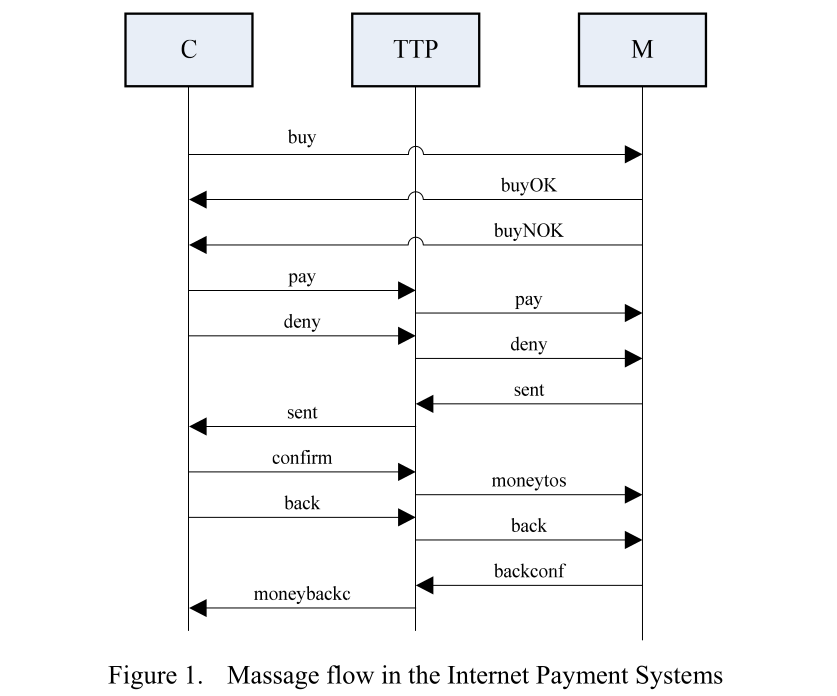 C
TTP
M
buy
buyOK
buyNOK
pay
pay
deny
deny
sent
sent
confirm
moneytos
back
back
backconf
moneybackc
Figure 1. Massage flow in the Internet Payment Systems